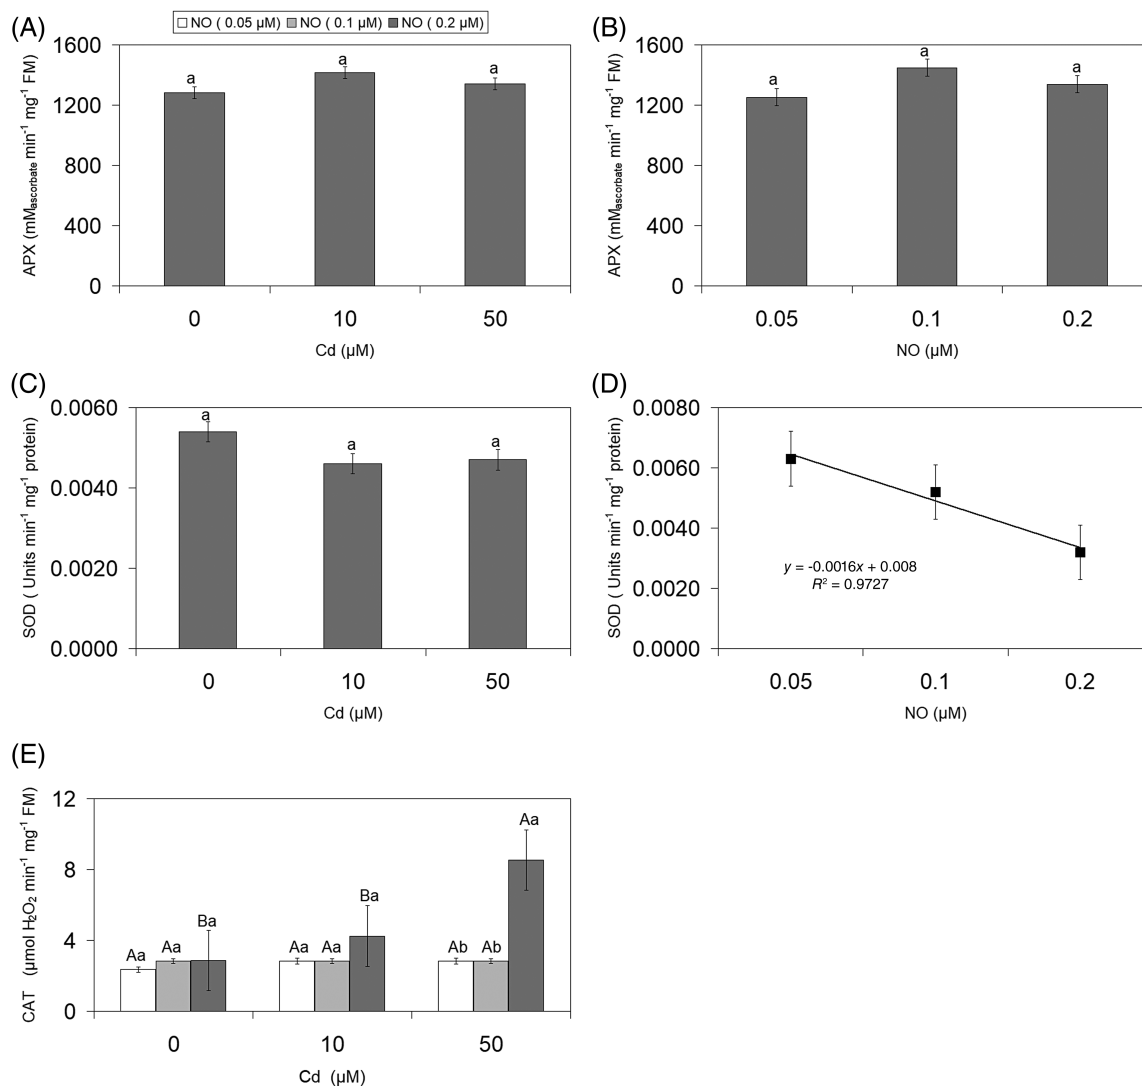 (A)
NO ( 0.05 µM) NO ( 0.1 µM) NO ( 0.2 µM)
APX (mM ascorbate min⁻¹ mg⁻¹ FM)
1600
1200
800
400
0
a a a
0 10 50
Cd (µM)
(B)
APX (mM ascorbate min⁻¹ mg⁻¹ FM)
1600
1200
800
400
0
a a a
0.05 0.1 0.2
NO (µM)
(C)
SOD ( Units min⁻¹ mg⁻¹ protein)
0.0060
0.0040
0.0020
0.0000
a a a
0 10 50
Cd (µM)
(D)
SOD ( Units min⁻¹ mg⁻¹ protein)
0.0080
0.0060
0.0040
0.0020
0.0000
y = -0.0016x + 0.008
R² = 0.9727
0.05 0.1 0.2
NO (µM)
(E)
CAT (µmol H₂O₂ min⁻¹ mg⁻¹ FM)
12
8
4
0
Aa Aa Ba Aa Aa Ba Ab Ab Aa
0 10 50
Cd (µM)